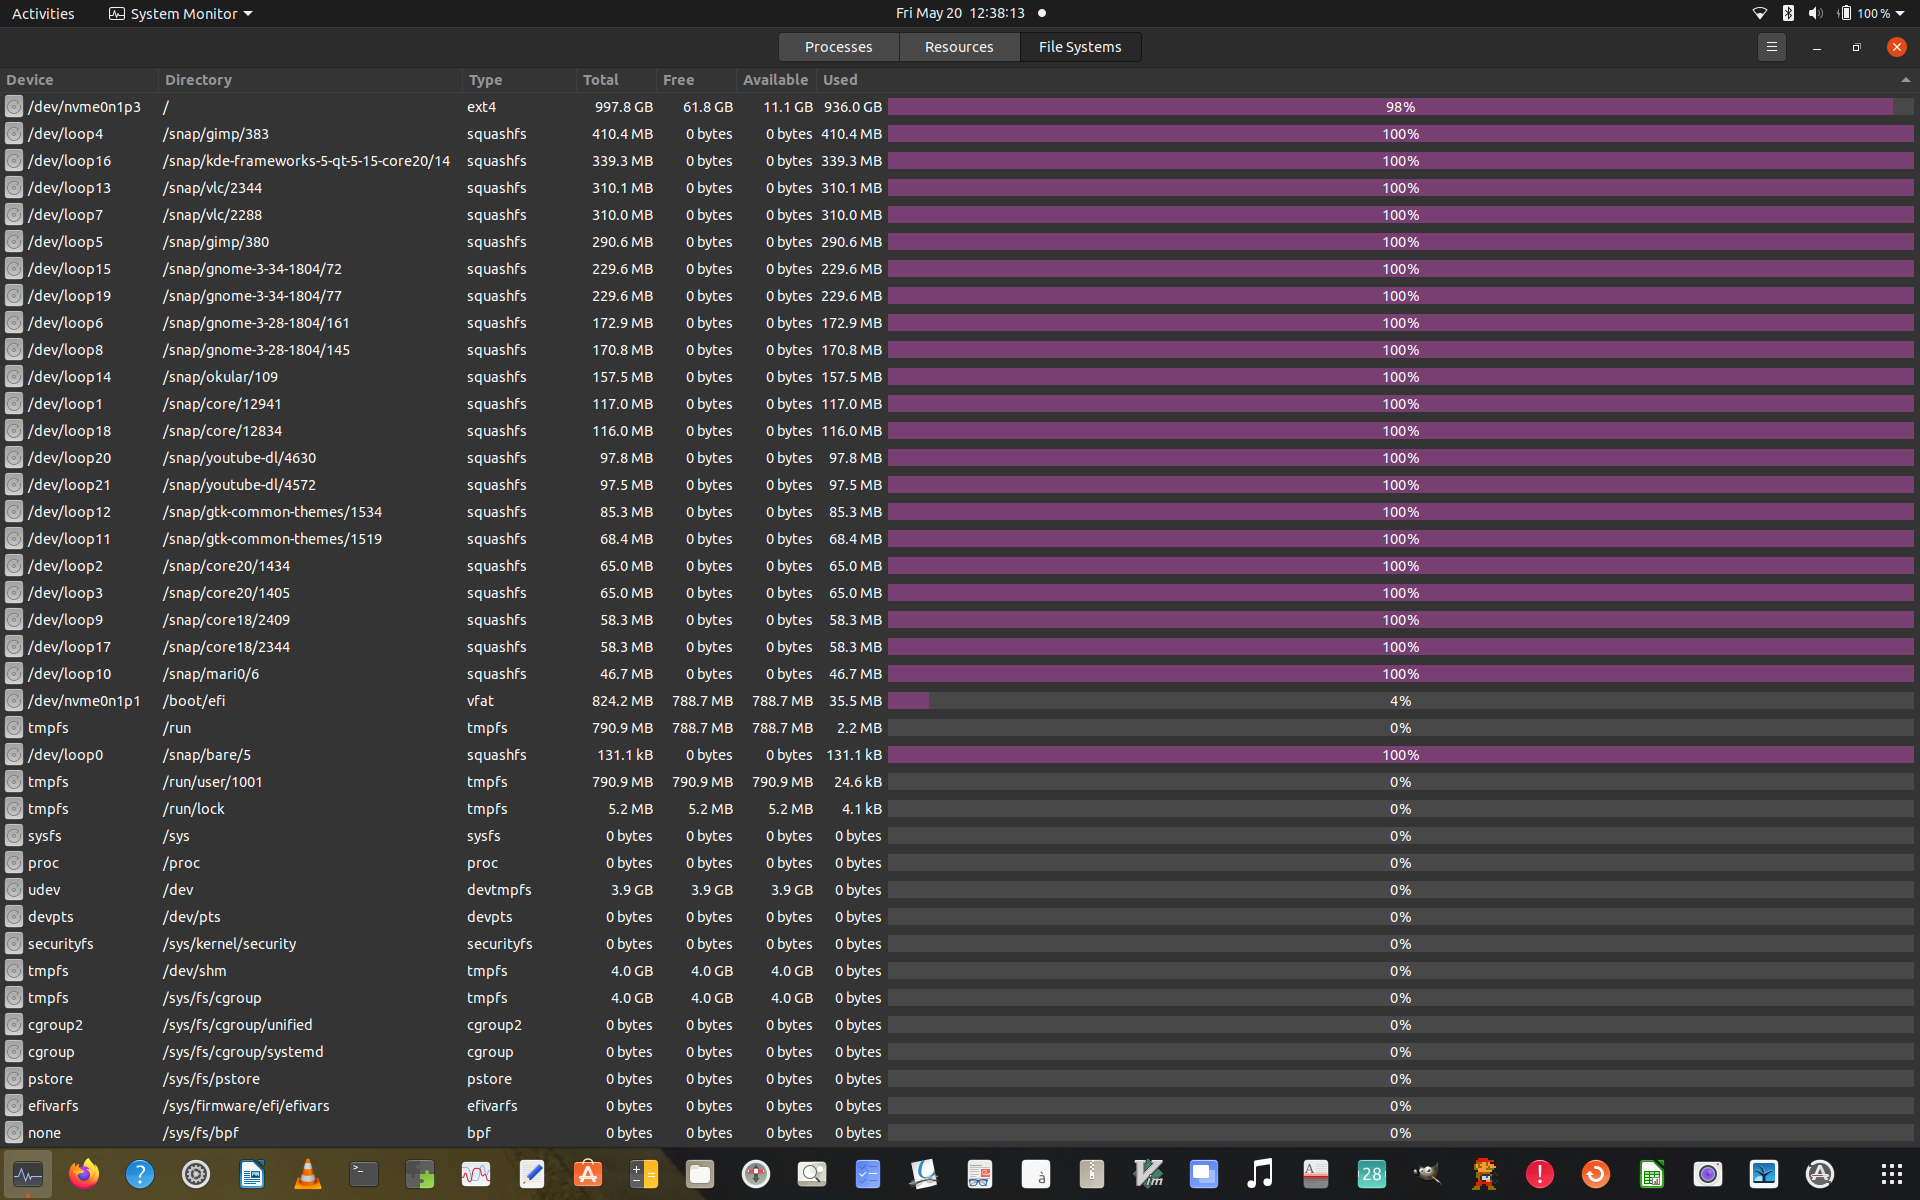 Activities System Monitor Fri May 20 12:38:13 100 %
Processes Resources File Systems
Device Directory Type Total Free Available Used
/dev/nvme0n1p3 / ext4 997.8 GB 61.8 GB 11.1 GB 936.0 GB 98%
/dev/loop4 /snap/gimp/383 squashfs 410.4 MB 0 bytes 0 bytes 410.4 MB 100%
/dev/loop16 /snap/kde-frameworks-5-qt-5-15-core20/14 squashfs 339.3 MB 0 bytes 0 bytes 339.3 MB 100%
/dev/loop13 /snap/vlc/2344 squashfs 310.1 MB 0 bytes 0 bytes 310.1 MB 100%
/dev/loop7 /snap/vlc/2288 squashfs 310.0 MB 0 bytes 0 bytes 310.0 MB 100%
/dev/loop5 /snap/gimp/380 squashfs 290.6 MB 0 bytes 0 bytes 290.6 MB 100%
/dev/loop15 /snap/gnome-3-34-1804/72 squashfs 229.6 MB 0 bytes 0 bytes 229.6 MB 100%
/dev/loop19 /snap/gnome-3-34-1804/77 squashfs 229.6 MB 0 bytes 0 bytes 229.6 MB 100%
/dev/loop6 /snap/gnome-3-28-1804/161 squashfs 172.9 MB 0 bytes 0 bytes 172.9 MB 100%
/dev/loop8 /snap/gnome-3-28-1804/145 squashfs 170.8 MB 0 bytes 0 bytes 170.8 MB 100%
/dev/loop14 /snap/okular/109 squashfs 157.5 MB 0 bytes 0 bytes 157.5 MB 100%
/dev/loop1 /snap/core/12941 squashfs 117.0 MB 0 bytes 0 bytes 117.0 MB 100%
/dev/loop18 /snap/core/12834 squashfs 116.0 MB 0 bytes 0 bytes 116.0 MB 100%
/dev/loop20 /snap/youtube-dl/4630 squashfs 97.8 MB 0 bytes 0 bytes 97.8 MB 100%
/dev/loop21 /snap/youtube-dl/4572 squashfs 97.5 MB 0 bytes 0 bytes 97.5 MB 100%
/dev/loop12 /snap/gtk-common-themes/1534 squashfs 85.3 MB 0 bytes 0 bytes 85.3 MB 100%
/dev/loop11 /snap/gtk-common-themes/1519 squashfs 68.4 MB 0 bytes 0 bytes 68.4 MB 100%
/dev/loop2 /snap/core20/1434 squashfs 65.0 MB 0 bytes 0 bytes 65.0 MB 100%
/dev/loop3 /snap/core20/1405 squashfs 65.0 MB 0 bytes 0 bytes 65.0 MB 100%
/dev/loop9 /snap/core18/2409 squashfs 58.3 MB 0 bytes 0 bytes 58.3 MB 100%
/dev/loop17 /snap/core18/2344 squashfs 58.3 MB 0 bytes 0 bytes 58.3 MB 100%
/dev/loop10 /snap/mari0/6 squashfs 46.7 MB 0 bytes 0 bytes 46.7 MB 100%
/dev/nvme0n1p1 /boot/efi vfat 824.2 MB 788.7 MB 788.7 MB 35.5 MB 4%
tmpfs /run tmpfs 790.9 MB 788.7 MB 788.7 MB 2.2 MB 0%
/dev/loop0 /snap/bare/5 squashfs 131.1 kB 0 bytes 0 bytes 131.1 kB 100%
tmpfs /run/user/1001 tmpfs 790.9 MB 790.9 MB 790.9 MB 24.6 kB 0%
tmpfs /run/lock tmpfs 5.2 MB 5.2 MB 5.2 MB 4.1 kB 0%
sysfs /sys sysfs 0 bytes 0 bytes 0 bytes 0 bytes 0%
proc /proc proc 0 bytes 0 bytes 0 bytes 0 bytes 0%
udev /dev devtmpfs 3.9 GB 3.9 GB 3.9 GB 0 bytes 0%
devpts /dev/pts devpts 0 bytes 0 bytes 0 bytes 0 bytes 0%
securityfs /sys/kernel/security securityfs 0 bytes 0 bytes 0 bytes 0 bytes 0%
tmpfs /dev/shm tmpfs 4.0 GB 4.0 GB 4.0 GB 0 bytes 0%
tmpfs /sys/fs/cgroup tmpfs 4.0 GB 4.0 GB 4.0 GB 0 bytes 0%
cgroup2 /sys/fs/cgroup/unified cgroup2 0 bytes 0 bytes 0 bytes 0 bytes 0%
cgroup /sys/fs/cgroup/systemd cgroup 0 bytes 0 bytes 0 bytes 0 bytes 0%
pstore /sys/fs/pstore pstore 0 bytes 0 bytes 0 bytes 0 bytes 0%
efivarfs /sys/firmware/efi/efivars efivarfs 0 bytes 0 bytes 0 bytes 0 bytes 0%
none /sys/fs/bpf bpf 0 bytes 0 bytes 0 bytes 0 bytes 0%
? >_ à Vim A 28 !